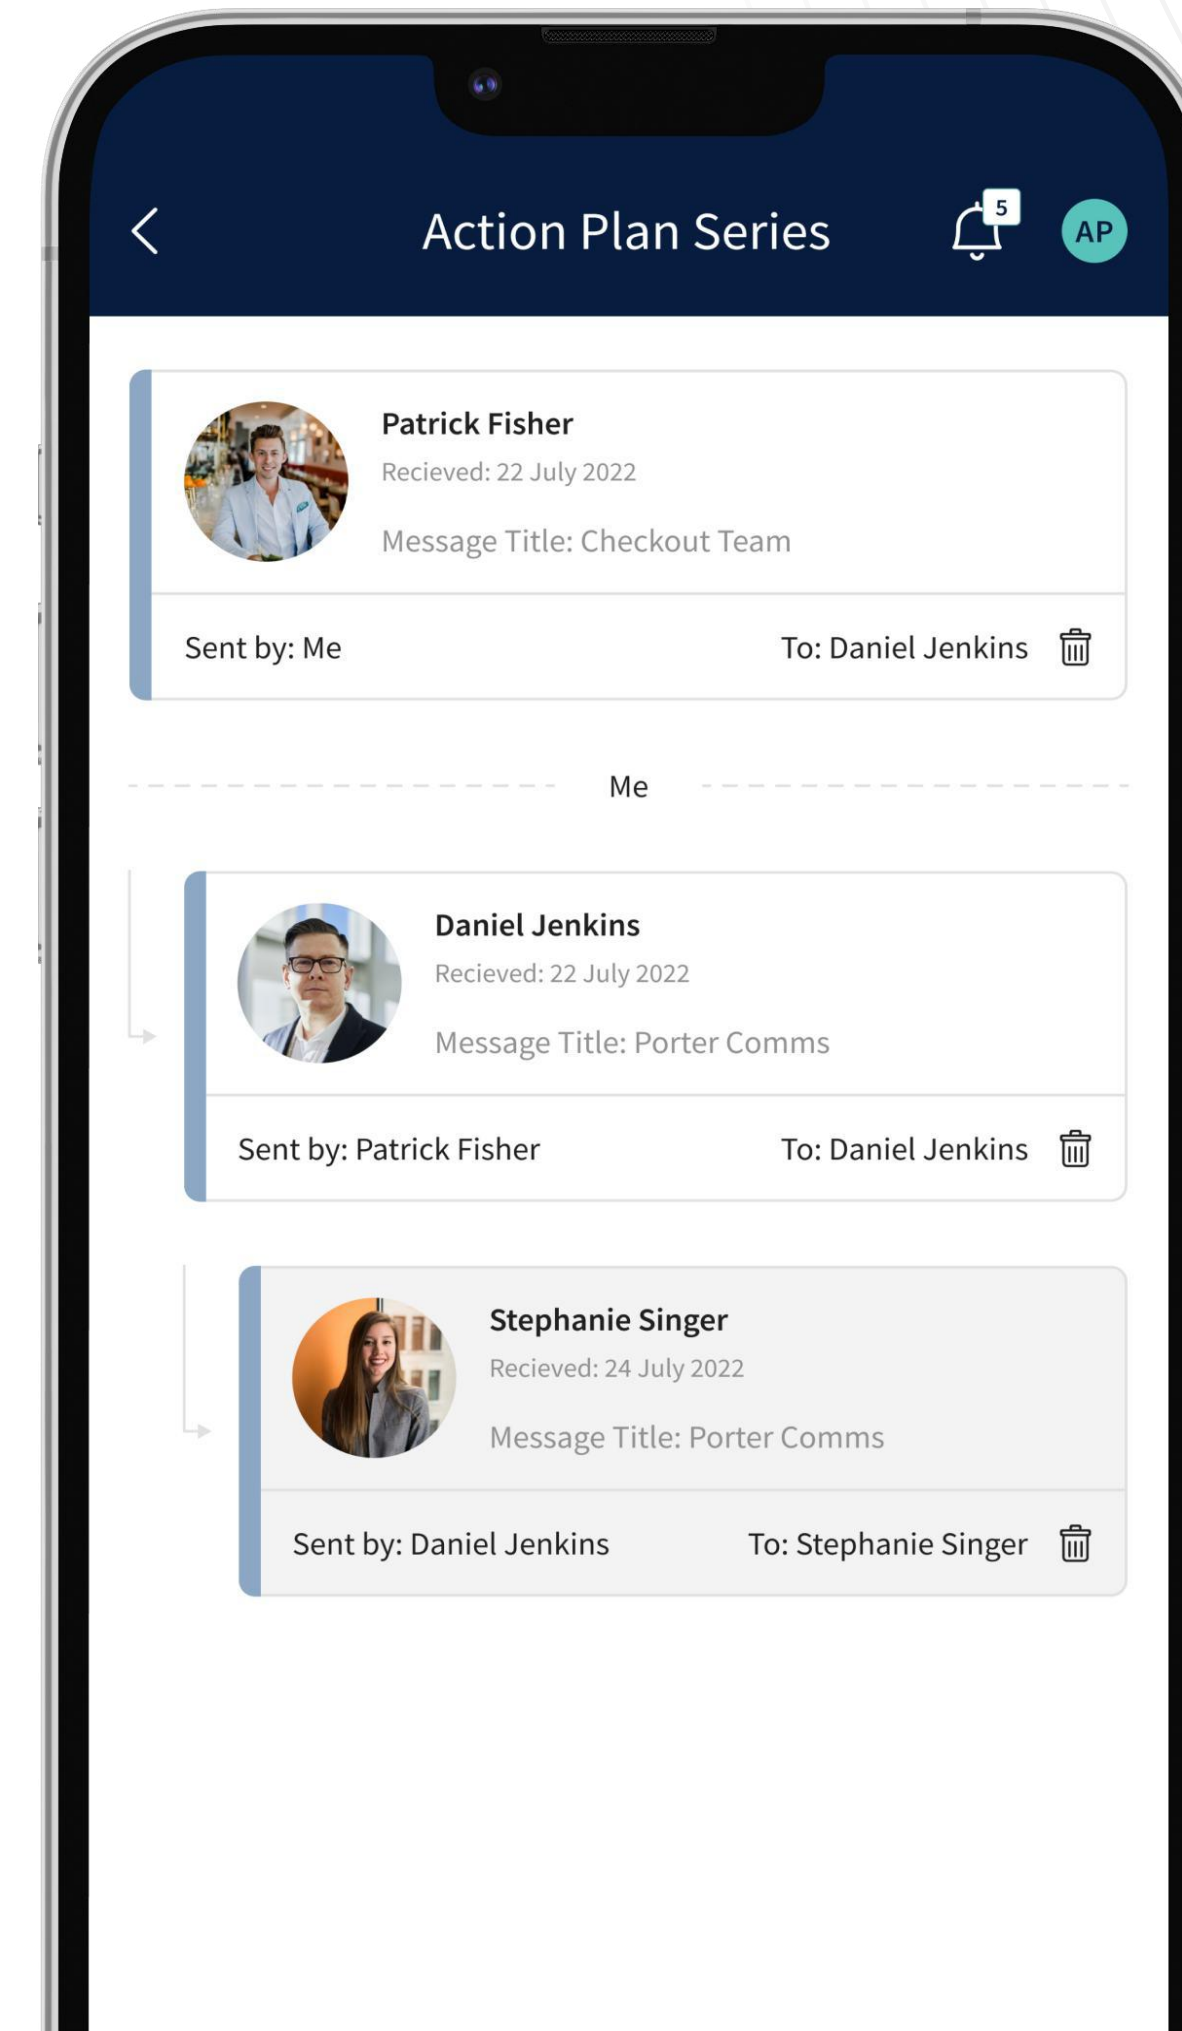 Action Plan Series
5
AP
Patrick Fisher
Recieved: 22 July 2022
Message Title: Checkout Team
Sent by: Me
To: Daniel Jenkins
Me
Daniel Jenkins
Recieved: 22 July 2022
Message Title: Porter Comms
Sent by: Patrick Fisher
To: Daniel Jenkins
Stephanie Singer
Recieved: 24 July 2022
Message Title: Porter Comms
Sent by: Daniel Jenkins
To: Stephanie Singer